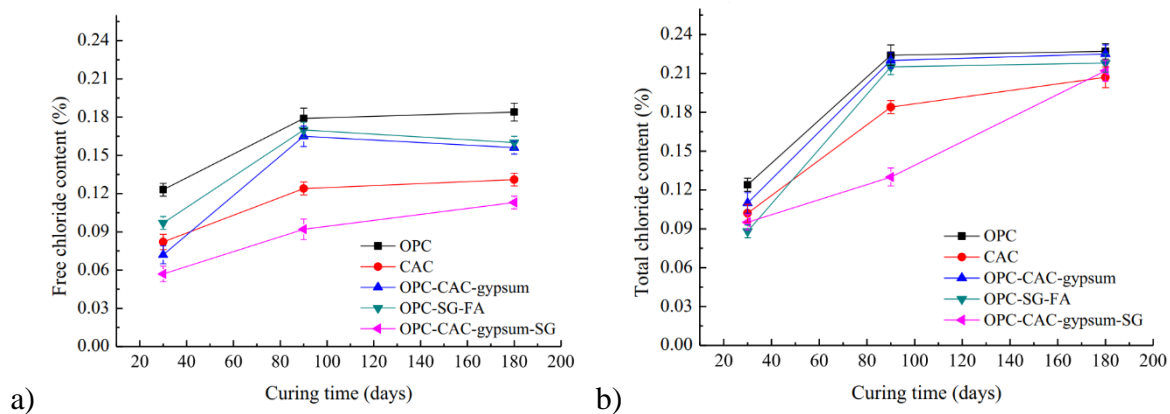 0.24
0.21
0.18
0.15
0.12
0.09
0.06
0.03
0.00
Free chloride content (%)
OPC
CAC
OPC-CAC-gypsum
OPC-SG-FA
OPC-CAC-gypsum-SG
20 40 60 80 100 120 140 160 180 200
Curing time (days)
a)
0.24
0.21
0.18
0.15
0.12
0.09
0.06
0.03
0.00
Total chloride content (%)
OPC
CAC
OPC-CAC-gypsum
OPC-SG-FA
OPC-CAC-gypsum-SG
20 40 60 80 100 120 140 160 180 200
Curing time (days)
b)